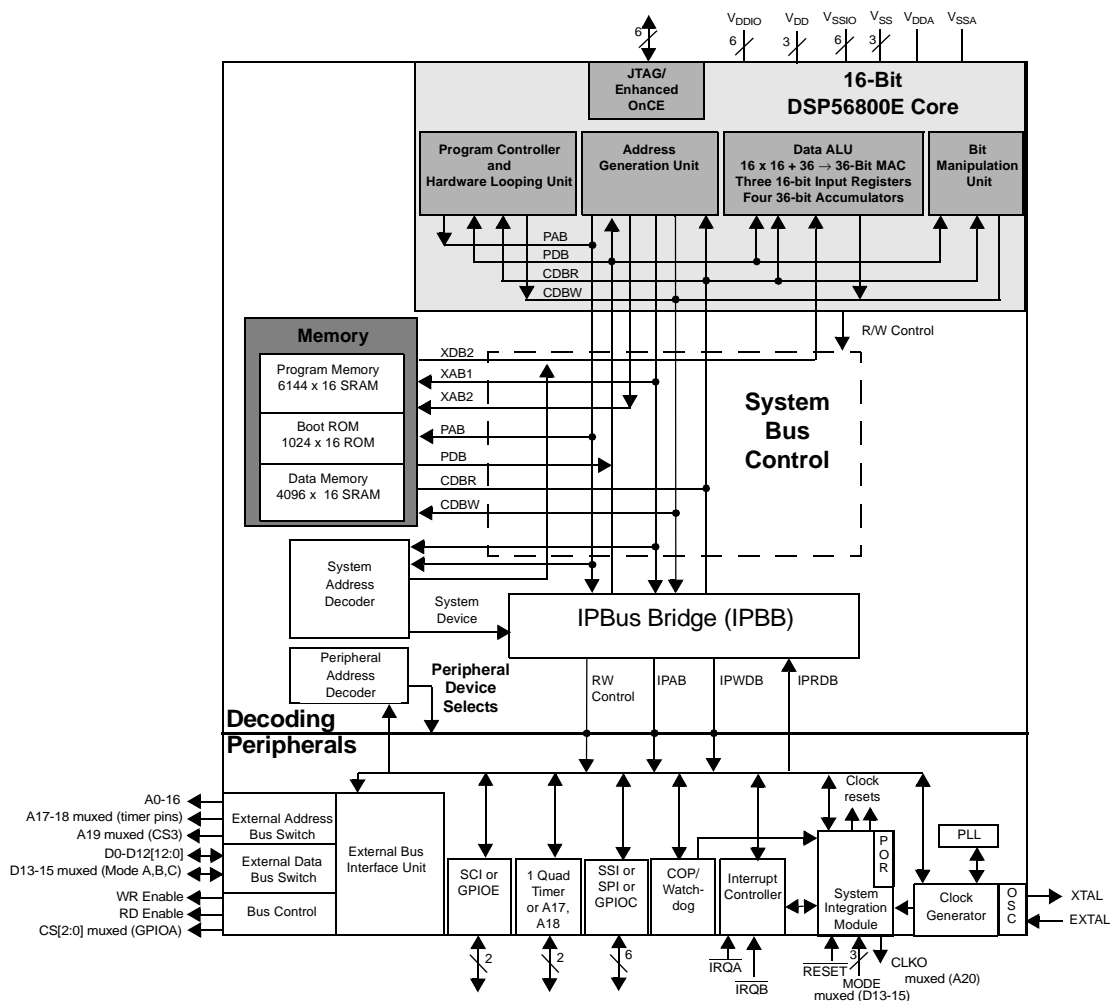 V_DDIO V_DD V_SSIO V_SS V_DDA V_SSA
6 6 3 6 3
JTAG/
Enhanced
OnCE
16-Bit
DSP56800E Core
Program Controller
and
Hardware Looping Unit
Address
Generation Unit
Data ALU
16 x 16 + 36 → 36-Bit MAC
Three 16-bit Input Registers
Four 36-bit Accumulators
Bit
Manipulation
Unit
PAB
PDB
CDBR
CDBW
R/W Control
Memory
Program Memory
6144 x 16 SRAM
Boot ROM
1024 x 16 ROM
Data Memory
4096 x 16 SRAM
XDB2
XAB1
XAB2
PAB
PDB
CDBR
CDBW
System
Bus
Control
System
Address
Decoder
System
Device
IPBus Bridge (IPBB)
Peripheral
Address
Decoder
Peripheral
Device
Selects
RW
Control
IPAB
IPWDB
IPRDB
Decoding
Peripherals
A0-16
A17-18 muxed (timer pins)
A19 muxed (CS3)
D0-D12[12:0]
D13-15 muxed (Mode A,B,C)
WR Enable
RD Enable
CS[2:0] muxed (GPIOA)
External Address
Bus Switch
External Data
Bus Switch
Bus Control
External Bus
Interface Unit
SCI or
GPIOE
1 Quad
Timer
or A17,
A18
SSI or
SPI or
GPIOC
COP/
Watch-
dog
Interrupt
Controller
Clock
resets
POR
System
Integration
Module
PLL
Clock
Generator
OSC
XTAL
EXTAL
2 2 6
IRQA
IRQB
RESET
3
MODE
muxed (D13-15)
CLKO
muxed (A20)